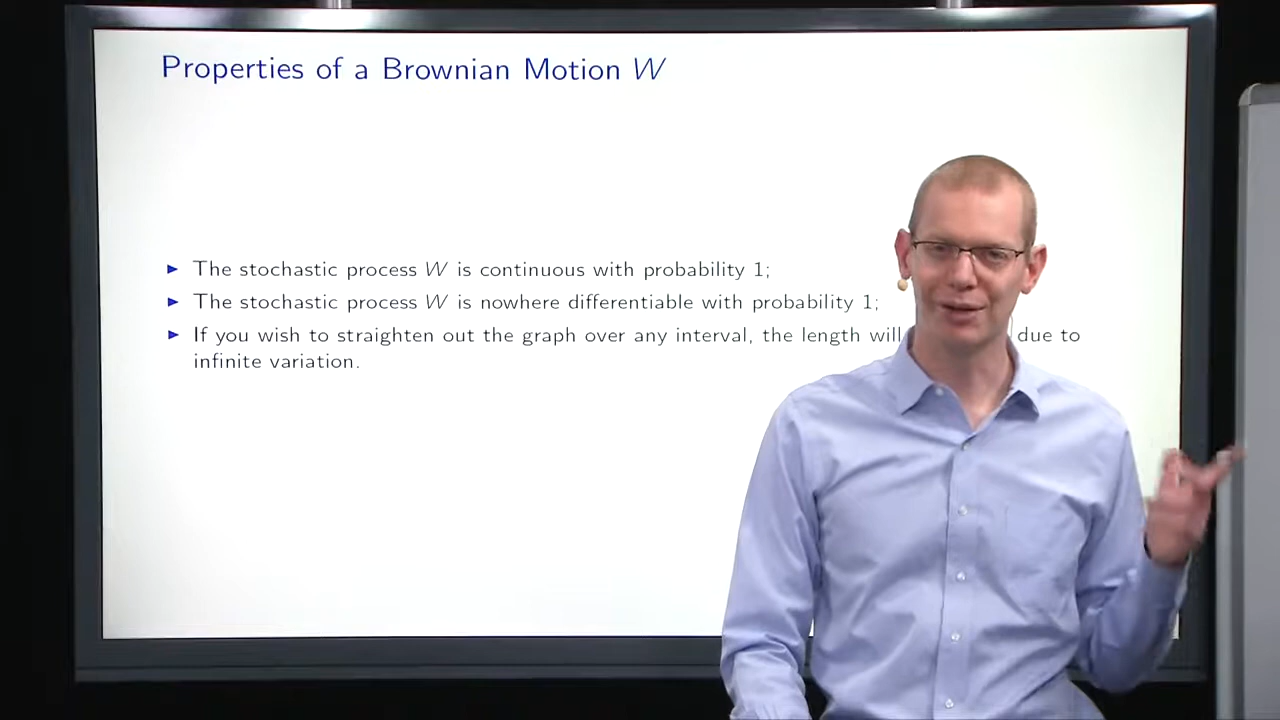 Properties of a Brownian Motion W
► The stochastic process W is continuous with probability 1;
► The stochastic process W is nowhere differentiable with probability 1;
► If you wish to straighten out the graph over any interval, the length will due to
infinite variation.